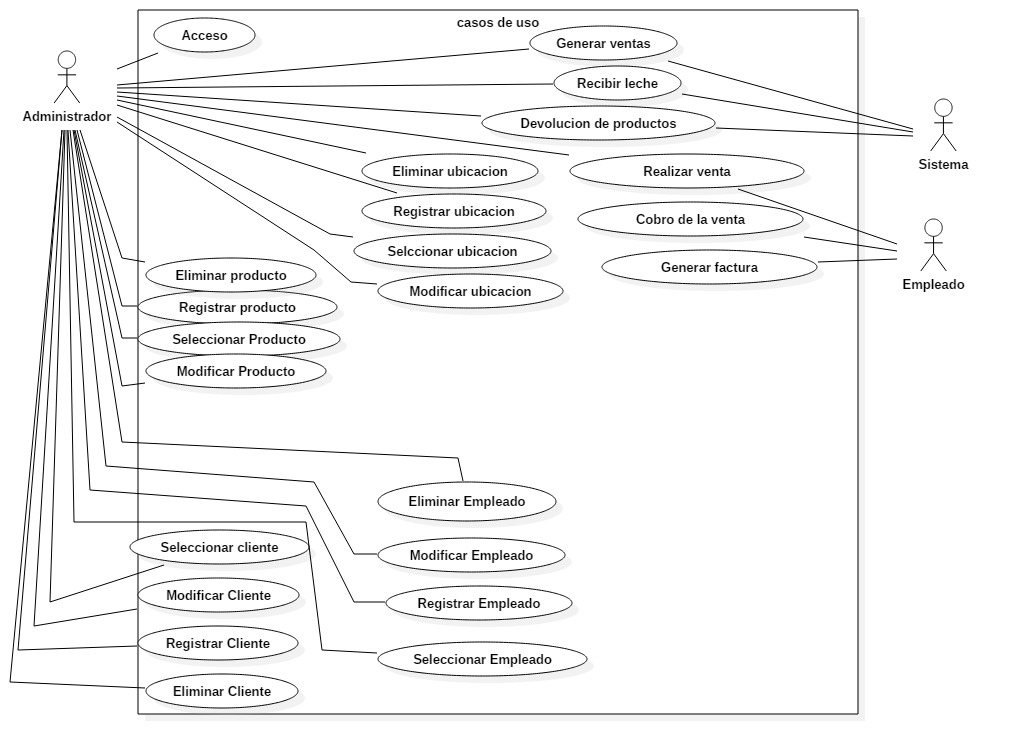 casos de uso
Acceso
Generar ventas
Recibir leche
Administrador
Devolucion de productos
Sistema
Eliminar ubicacion
Realizar venta
Registrar ubicacion
Cobro de la venta
Selccionar ubicacion
Generar factura
Empleado
Eliminar producto
Modificar ubicacion
Registrar producto
Seleccionar Producto
Modificar Producto
Eliminar Empleado
Seleccionar cliente
Modificar Empleado
Modificar Cliente
Registrar Empleado
Registrar Cliente
Seleccionar Empleado
Eliminar Cliente